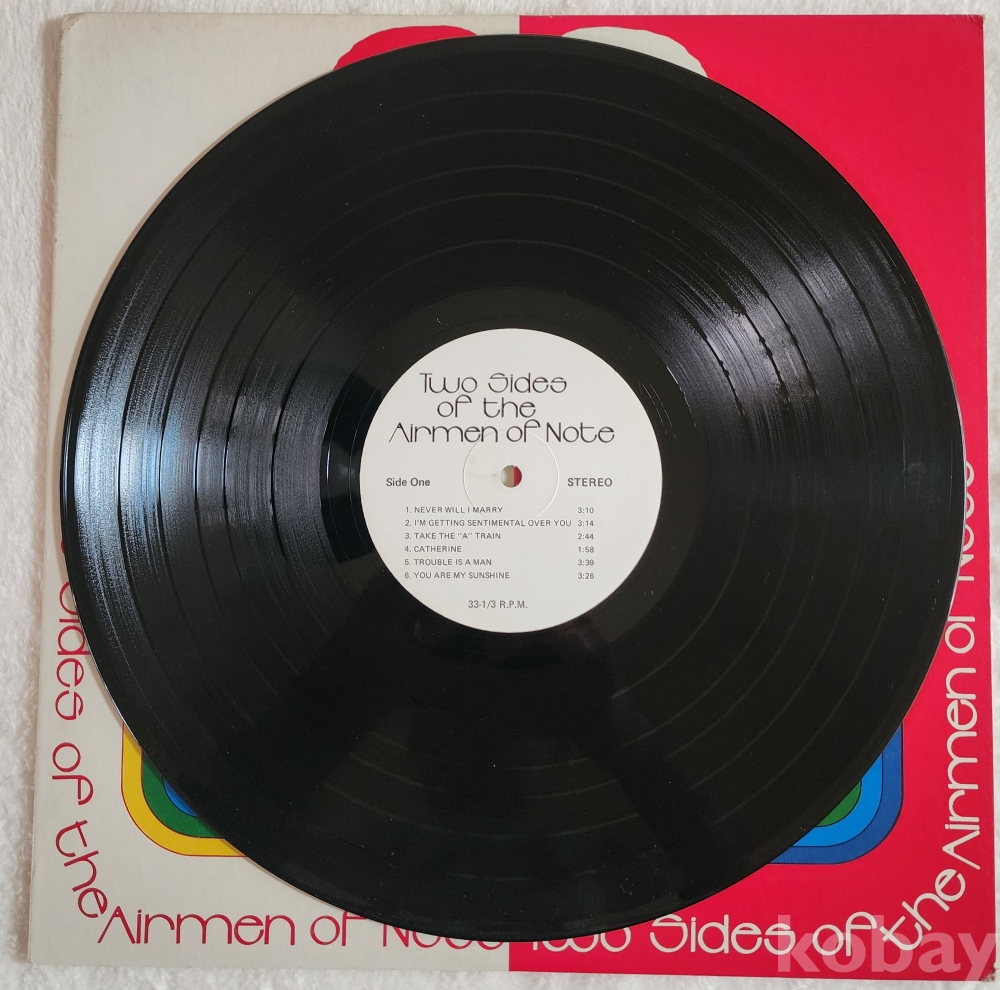 Two Sides
of the
Airmen of Note
Side One STEREO
1. NEVER WILL I MARRY 3:10
2. I'M GETTING SENTIMENTAL OVER YOU 3:14
3. TAKE THE "A" TRAIN 2:44
4. CATHERINE 1:58
5. TROUBLE IS A MAN 3:39
6. YOU ARE MY SUNSHINE 3:26
33-1/3 R.P.M.
Sides of the Airmen of Note Two Sides of the Airmen of Note
kobay